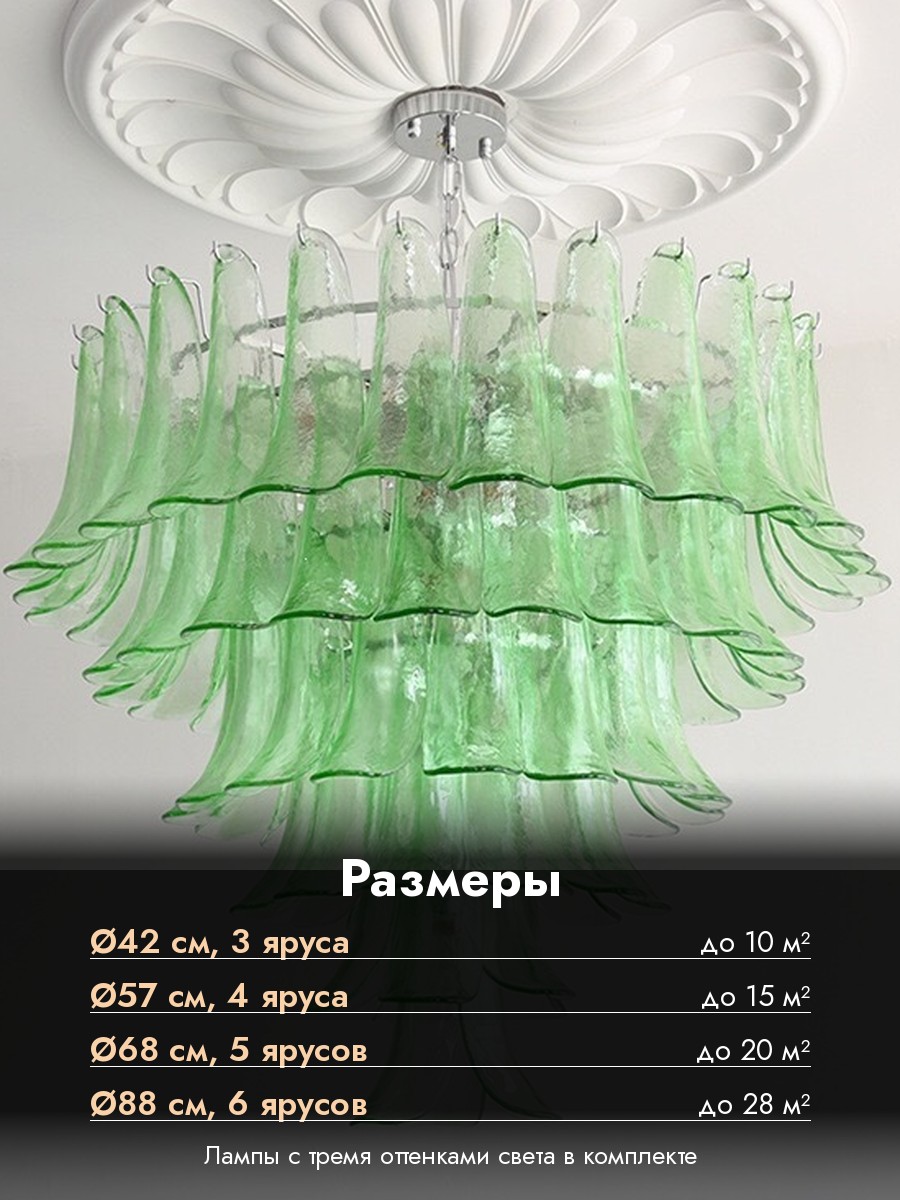 Размеры
Ø42 см, 3 яруса до 10 м²
Ø57 см, 4 яруса до 15 м²
Ø68 см, 5 ярусов до 20 м²
Ø88 см, 6 ярусов до 28 м²
Лампы с тремя оттенками света в комплекте